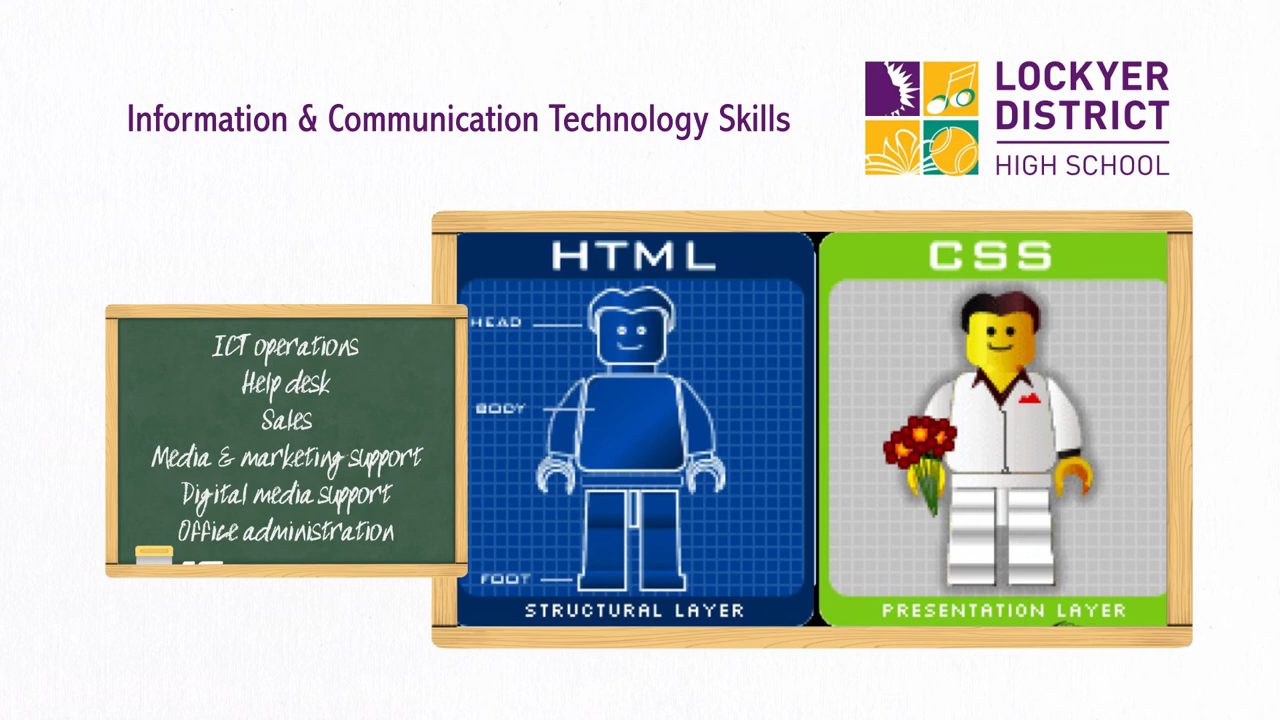 Information & Communication Technology Skills
LOCKYER
DISTRICT
HIGH SCHOOL
ICT operations
Help desk
Sales
Media & marketing support
Digital media support
Office administration
HTML
HEAD
BODY
FOOT
STRUCTURAL LAYER
CSS
PRESENTATION LAYER